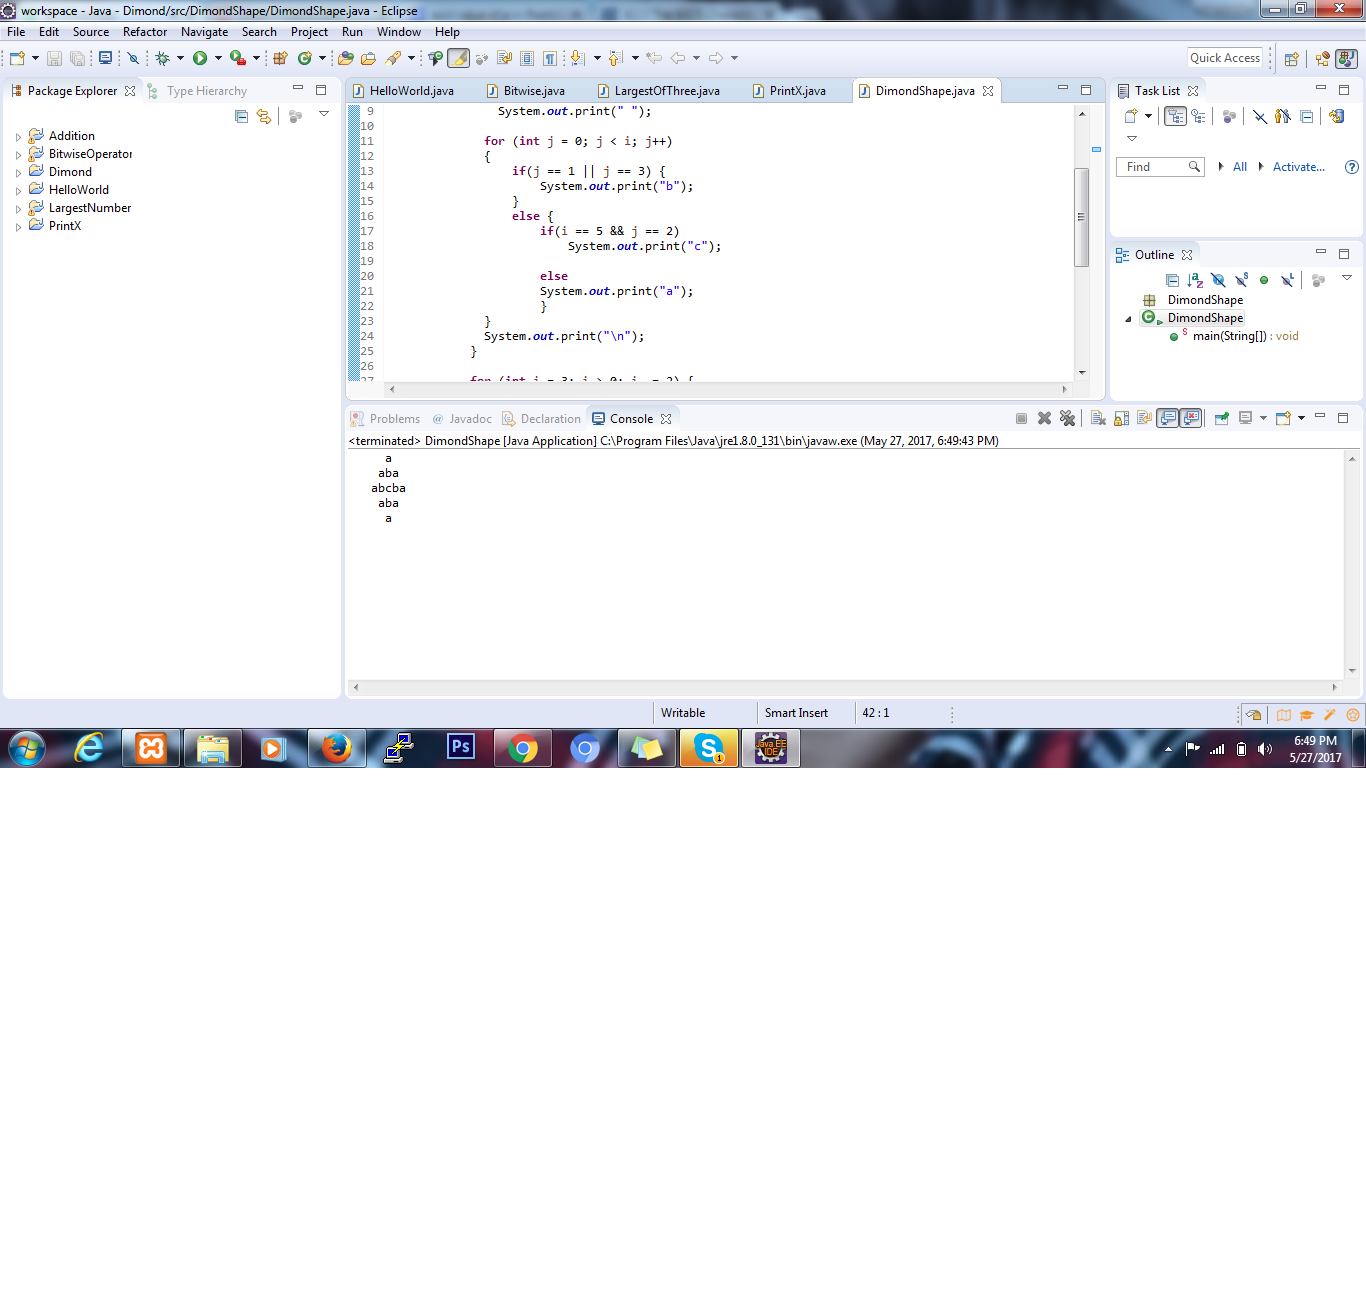 workspace - Java - Dimond/src/DimondShape/DimondShape.java - Eclipse
File Edit Source Refactor Navigate Search Project Run Window Help
Quick Access
Package Explorer Type Hierarchy
Addition
BitwiseOperator
Dimond
HelloWorld
LargestNumber
PrintX
HelloWorld.java Bitwise.java LargestOfThree.java PrintX.java DimondShape.java
9 System.out.print(" ");
10
11 for (int j = 0; j < i; j++)
12 {
13 if(j == 1 || j == 3) {
14 System.out.print("b");
15 }
16 else {
17 if(i == 5 && j == 2)
18 System.out.print("c");
19
20 else
21 System.out.print("a");
22 }
23 }
24 System.out.print("\n");
25 }
26
Task List
Find All Activate...
Outline
DimondShape
DimondShape
main(String[]) : void
Problems Javadoc Declaration Console
<terminated> DimondShape [Java Application] C:\Program Files\Java\jre1.8.0_131\bin\javaw.exe (May 27, 2017, 6:49:43 PM)
a
aba
abcba
aba
a
Writable Smart Insert 42 : 1
Ps
Java EE
IDE
1
6:49 PM
5/27/2017